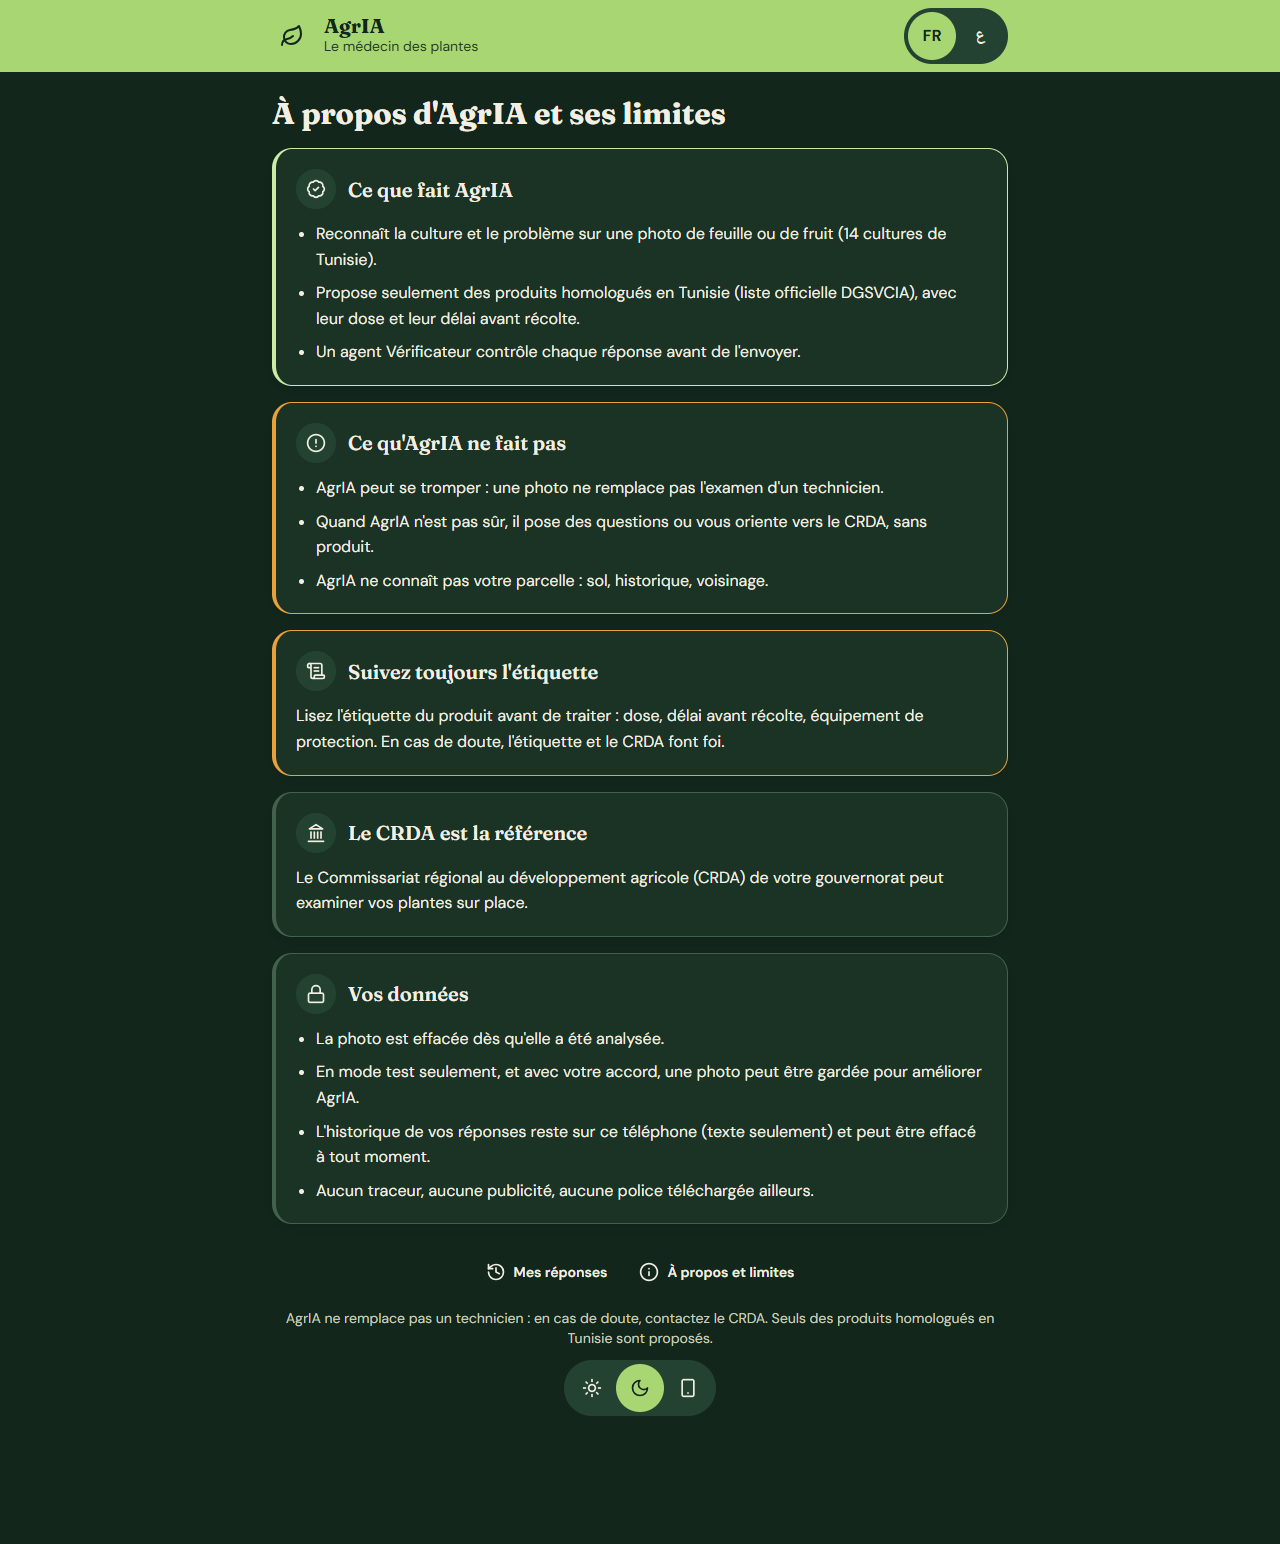 AgrIA
Le médecin des plantes
FR
ع
À propos d'AgrIA et ses limites
Ce que fait AgrIA
• Reconnaît la culture et le problème sur une photo de feuille ou de fruit (14 cultures de
Tunisie).
• Propose seulement des produits homologués en Tunisie (liste officielle DGSVCIA), avec
leur dose et leur délai avant récolte.
• Un agent Vérificateur contrôle chaque réponse avant de l'envoyer.
Ce qu'AgrIA ne fait pas
• AgrIA peut se tromper : une photo ne remplace pas l'examen d'un technicien.
• Quand AgrIA n'est pas sûr, il pose des questions ou vous oriente vers le CRDA, sans
produit.
• AgrIA ne connaît pas votre parcelle : sol, historique, voisinage.
Suivez toujours l'étiquette
Lisez l'étiquette du produit avant de traiter : dose, délai avant récolte, équipement de
protection. En cas de doute, l'étiquette et le CRDA font foi.
Le CRDA est la référence
Le Commissariat régional au développement agricole (CRDA) de votre gouvernorat peut
examiner vos plantes sur place.
Vos données
• La photo est effacée dès qu'elle a été analysée.
• En mode test seulement, et avec votre accord, une photo peut être gardée pour améliorer
AgrIA.
• L'historique de vos réponses reste sur ce téléphone (texte seulement) et peut être effacé
à tout moment.
• Aucun traceur, aucune publicité, aucune police téléchargée ailleurs.
Mes réponses
À propos et limites
AgrIA ne remplace pas un technicien : en cas de doute, contactez le CRDA. Seuls des produits homologués en
Tunisie sont proposés.